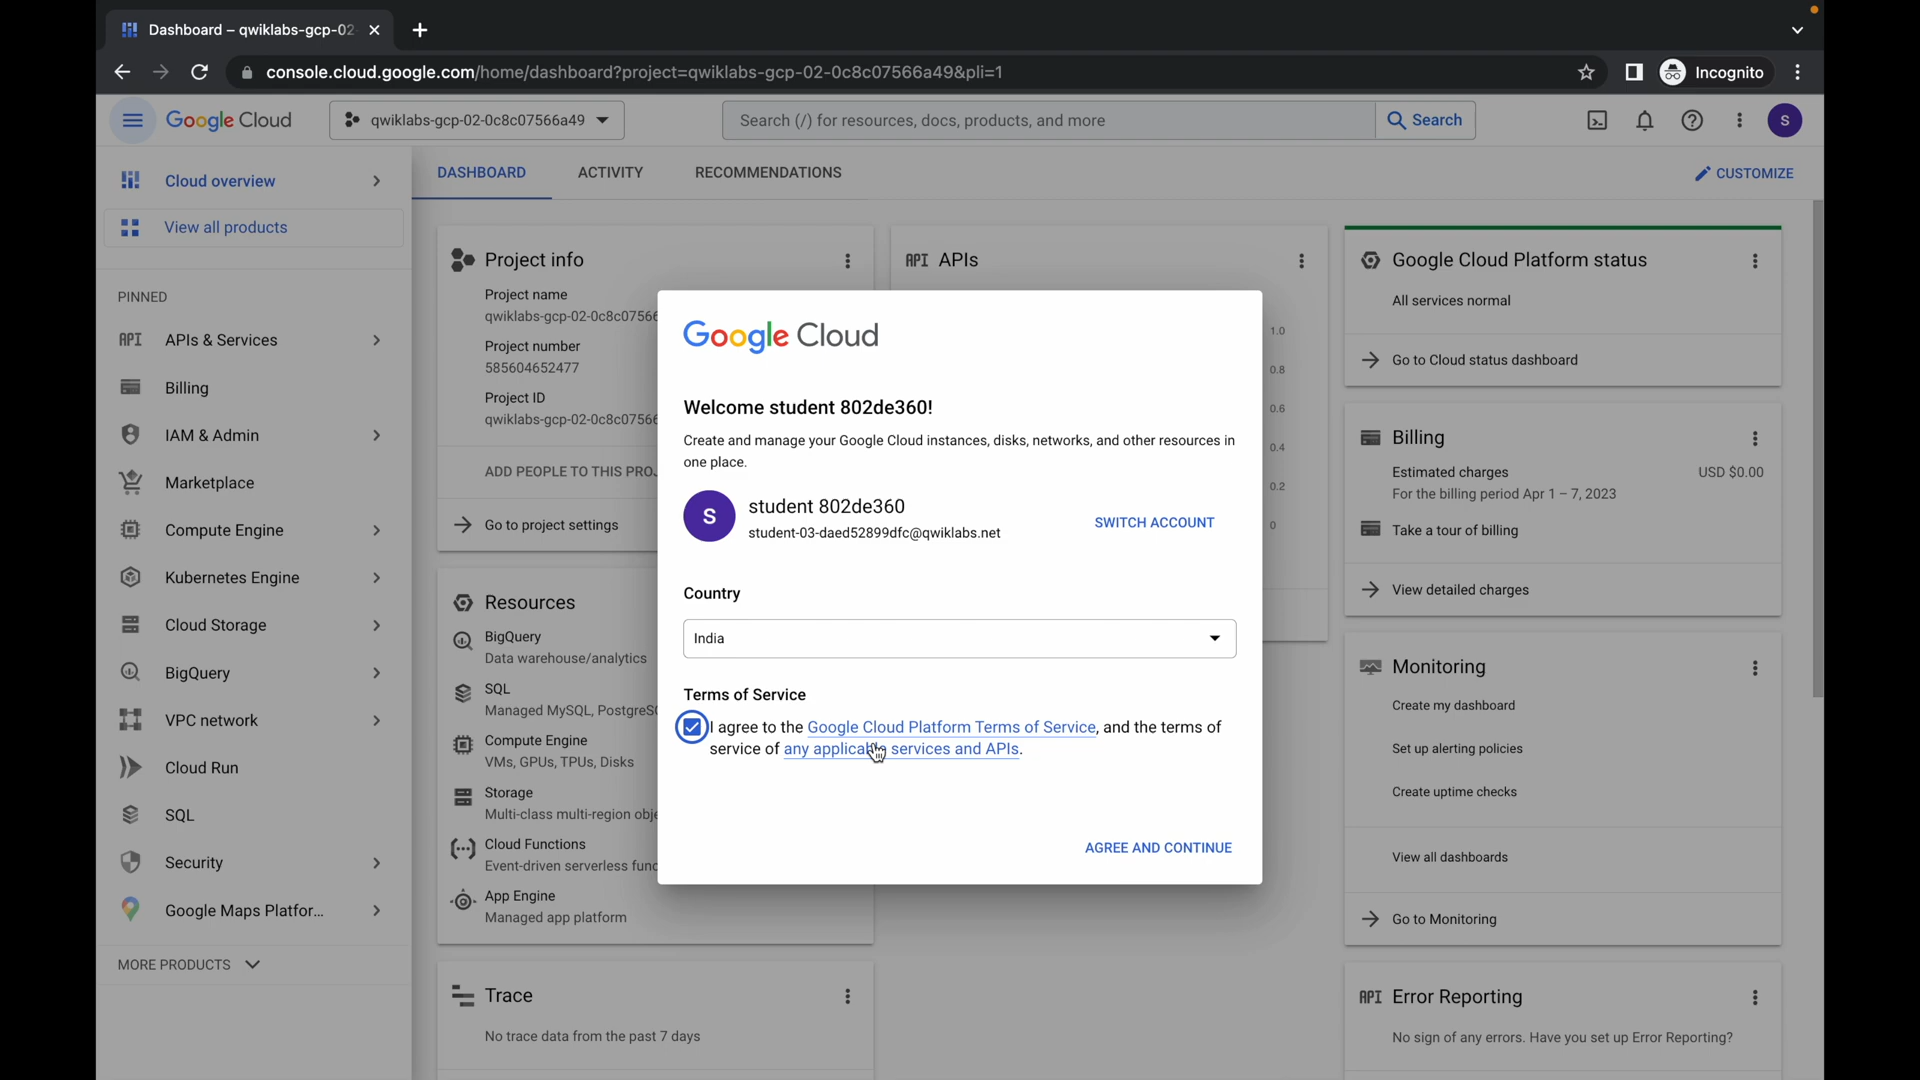 Dashboard – qwiklabs-gcp-02
console.cloud.google.com/home/dashboard?project=qwiklabs-gcp-02-0c8c07566a49&pli=1
Incognito
Google Cloud
qwiklabs-gcp-02-0c8c07566a49
Search (/) for resources, docs, products, and more
Search
S
Cloud overview
View all products
PINNED
API APIs & Services
Billing
IAM & Admin
Marketplace
Compute Engine
Kubernetes Engine
Cloud Storage
BigQuery
VPC network
Cloud Run
SQL
Security
Google Maps Platfor...
MORE PRODUCTS
DASHBOARD
ACTIVITY
RECOMMENDATIONS
CUSTOMIZE
Project info
Project name
qwiklabs-gcp-02-0c8c07566
Project number
585604652477
Project ID
qwiklabs-gcp-02-0c8c07566
ADD PEOPLE TO THIS PROJ
Go to project settings
Resources
BigQuery
Data warehouse/analytics
SQL
Managed MySQL, PostgreS
Compute Engine
VMs, GPUs, TPUs, Disks
Storage
Multi-class multi-region obje
Cloud Functions
Event-driven serverless func
App Engine
Managed app platform
Trace
No trace data from the past 7 days
API APIs
1.0
0.8
0.6
0.4
0.2
0
Google Cloud
Welcome student 802de360!
Create and manage your Google Cloud instances, disks, networks, and other resources in
one place.
S
student 802de360
student-03-daed52899dfc@qwiklabs.net
SWITCH ACCOUNT
Country
India
Terms of Service
I agree to the Google Cloud Platform Terms of Service, and the terms of
service of any applicable services and APIs.
AGREE AND CONTINUE
Google Cloud Platform status
All services normal
Go to Cloud status dashboard
Billing
Estimated charges
USD $0.00
For the billing period Apr 1 – 7, 2023
Take a tour of billing
View detailed charges
Monitoring
Create my dashboard
Set up alerting policies
Create uptime checks
View all dashboards
Go to Monitoring
API Error Reporting
No sign of any errors. Have you set up Error Reporting?